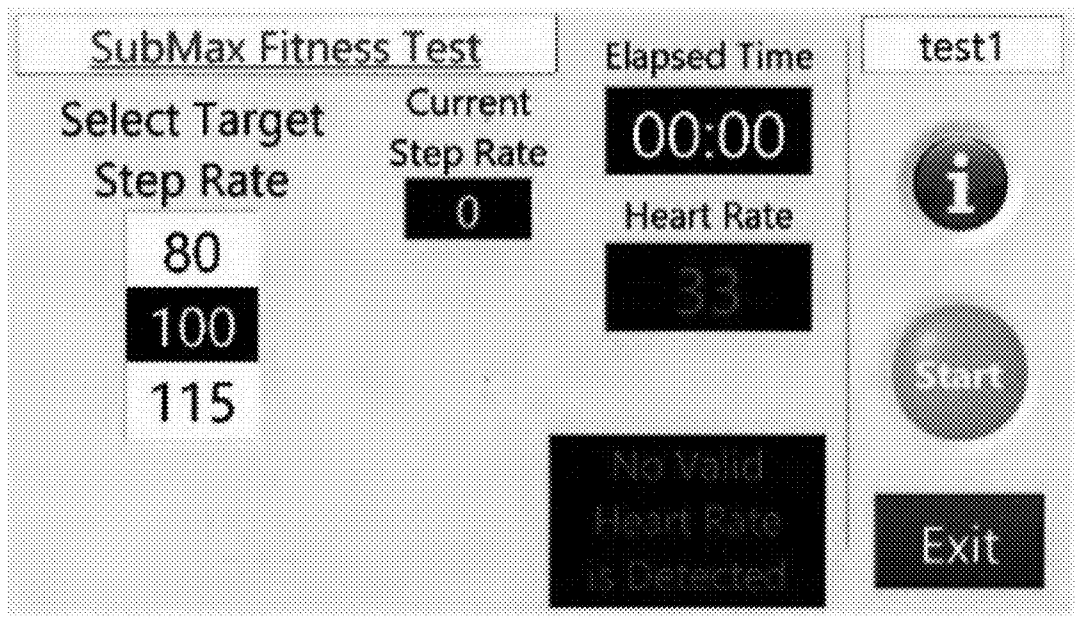 SubMax Fitness Test
Select Target
Step Rate
80
100
115
Current
Step Rate
0
Elapsed Time
00:00
Heart Rate
33
No Valid
Heart Rate
is Detected
test1
i
Start
Exit